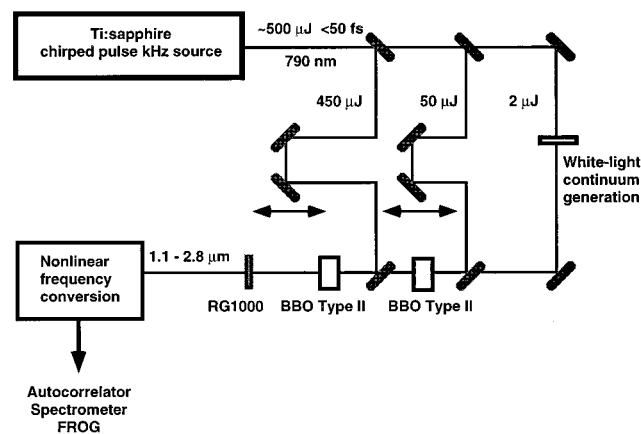 Ti:sapphire
chirped pulse kHz source
~500 μJ <50 fs
790 nm
450 μJ
50 μJ
2 μJ
White-light
continuum
generation
Nonlinear
frequency
conversion
1.1 - 2.8 μm
RG1000
BBO Type II
BBO Type II
Autocorrelator
Spectrometer
FROG